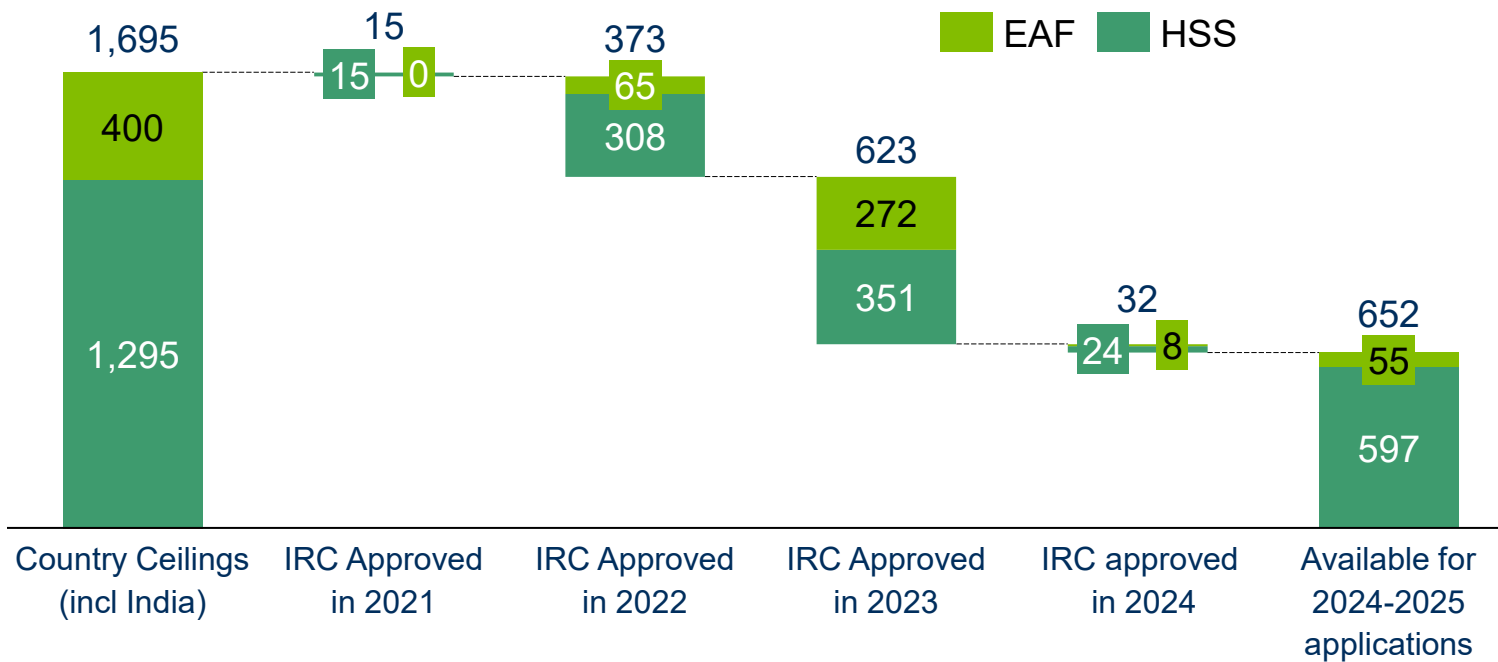 EAF HSS
1,695
400
1,295
15
15 0
373
65
308
623
272
351
32
24 8
652
55
597
Country Ceilings
(incl India)
IRC Approved
in 2021
IRC Approved
in 2022
IRC Approved
in 2023
IRC approved
in 2024
Available for
2024-2025
applications